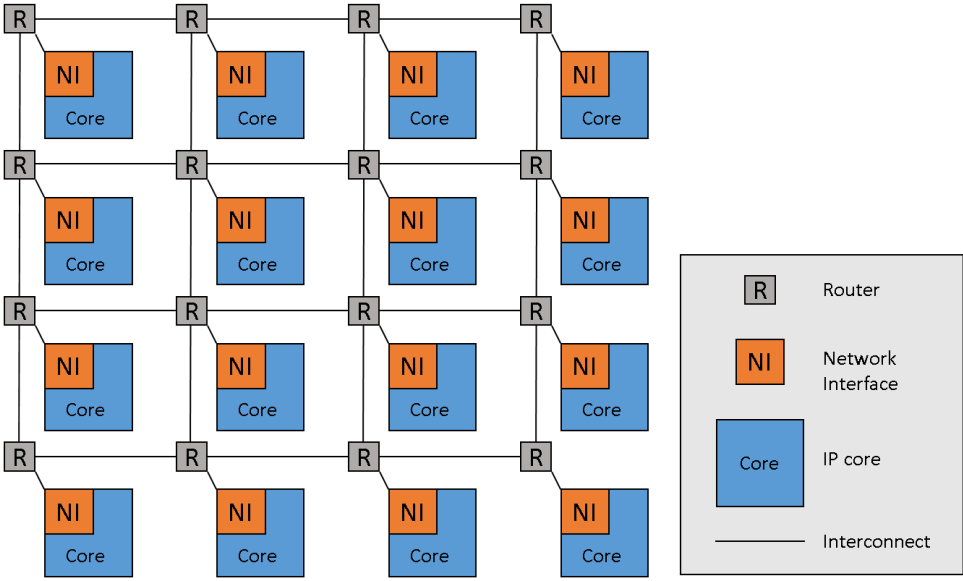 R R R R
NI NI NI NI
Core Core Core Core
R R R R
NI NI NI NI
Core Core Core Core
R R R R
NI NI NI NI
Core Core Core Core
R R R R
NI NI NI NI
Core Core Core Core
R Router
NI Network
Interface
Core IP core
Interconnect